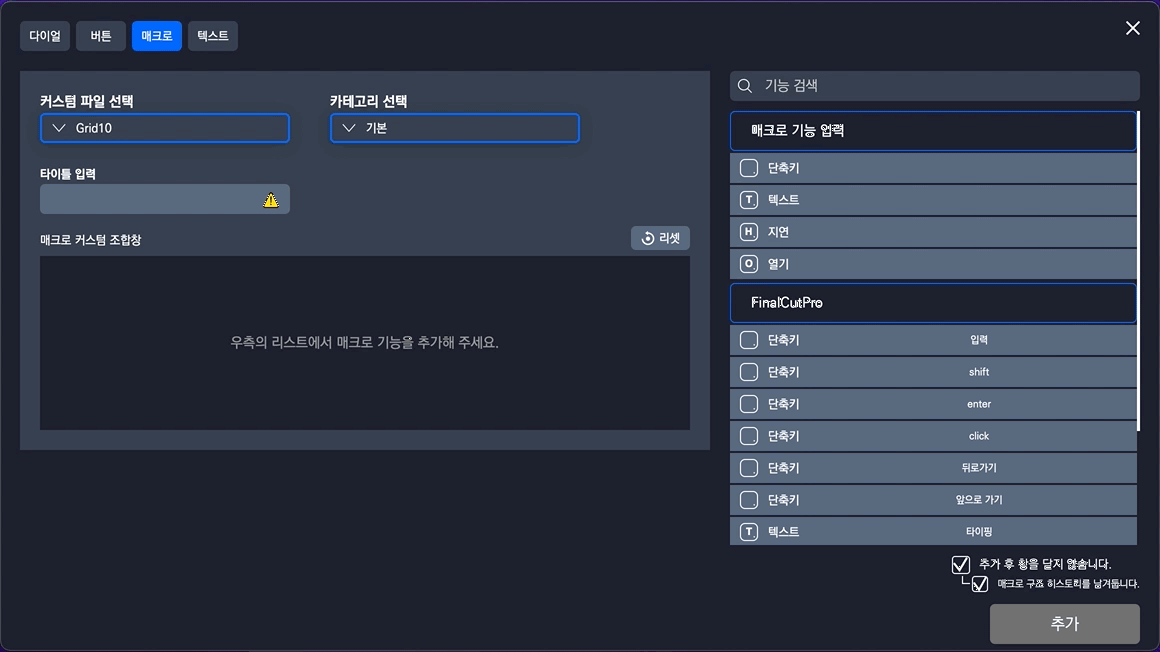 다이얼 버튼 매크로 텍스트
커스텀 파일 선택 카테고리 선택
Grid10 기본
타이틀 입력
매크로 커스텀 조합창 리셋
우측의 리스트에서 매크로 기능을 추가해 주세요.
기능 검색
매크로 기능 입력
단축키
T 텍스트
H 지연
O 열기
FinalCutPro
단축키 입력
단축키 shift
단축키 enter
단축키 click
단축키 뒤로가기
단축키 앞으로 가기
T 텍스트 타이핑
추가 후 창을 닫지 않습니다.
매크로 구조 히스토리를 남겨둡니다.
추가